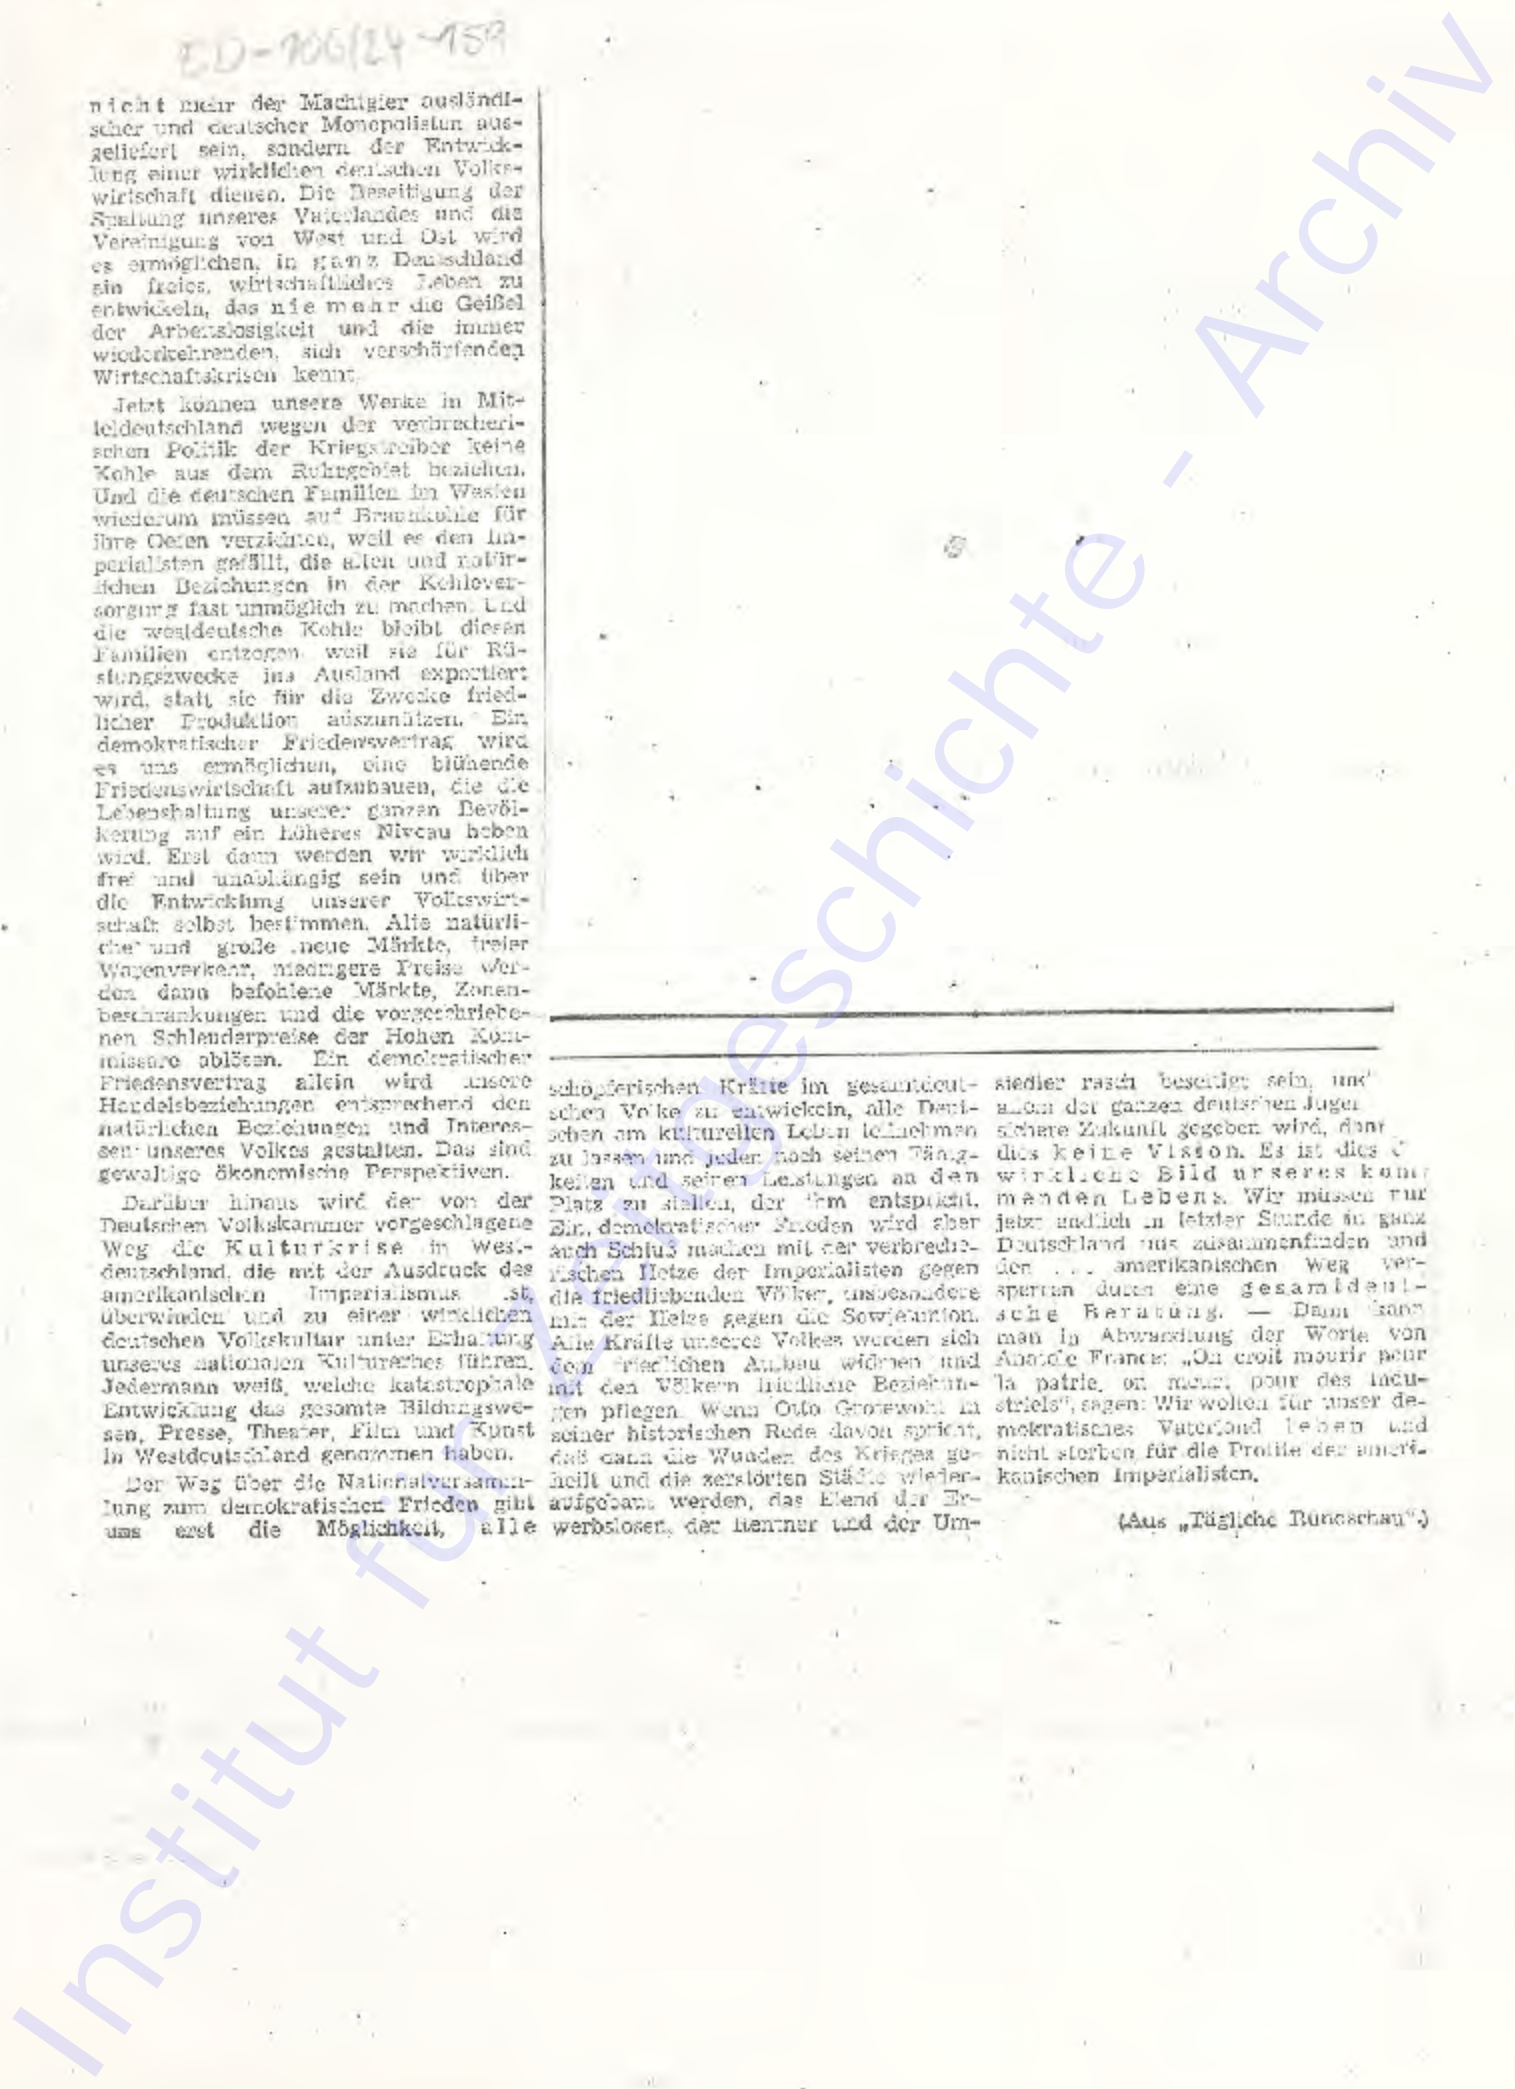 ED-106/24-159
nicht mehr der Machtgier ausländi-
scher und deutscher Monopolisten aus-
geliefert sein, sondern der Entwick-
lung einer wirklichen deutschen Volks-
wirtschaft dienen. Die Beseitigung der
Spaltung unseres Vaterlandes und die
Vereinigung von West und Ost wird
es ermöglichen, in ganz Deutschland
ein freies, wirtschaftliches Leben zu
entwickeln, das nie mehr die Geißel
der Arbeitslosigkeit und die immer
wiederkehrenden, sich verschärfenden
Wirtschaftskrisen kennt.
Jetzt können unsere Werke in Mit-
teldeutschland wegen der verbrecheri-
schen Politik der Kriegstreiber keine
Kohle aus dem Ruhrgebiet beziehen.
Und die deutschen Familien im Westen
wiederum müssen auf Braunkohle für
ihre Oefen verzichten, weil es den Im-
perialisten gefällt, die alten und natür-
lichen Beziehungen in der Kohlever-
sorgung fast unmöglich zu machen. Und
die westdeutsche Kohle bleibt diesen
Familien entzogen, weil sie für Rü-
stungszwecke ins Ausland exportiert
wird, statt sie für die Zwecke fried-
licher Produktion auszunützen. Ein
demokratischer Friedensvertrag wird
es uns ermöglichen, eine blühende
Friedenswirtschaft aufzubauen, die die
Lebenshaltung unserer ganzen Bevöl-
kerung auf ein höheres Niveau heben
wird. Erst dann werden wir wirklich
frei und unabhängig sein und über
die Entwicklung unserer Volkswirt-
schaft selbst bestimmen. Alte natürli-
che und große neue Märkte, freier
Warenverkehr, niedrigere Preise wer-
den dann befohlene Märkte, Zonen-
beschränkungen und die vorgeschriebe-
nen Schleuderpreise der Hohen Kom-
missare ablösen. Ein demokratischer
Friedensvertrag allein wird unsere
Handelsbeziehungen entsprechend den
natürlichen Beziehungen und Interes-
sen unseres Volkes gestalten. Das sind
gewaltige ökonomische Perspektiven.
Darüber hinaus wird der von der
Deutschen Volkskammer vorgeschlagene
Weg die Kulturkrise in West-
deutschland, die mit der Ausdruck des
amerikanischen Imperialismus ist,
überwinden und zu einer wirklichen
deutschen Volkskultur unter Erhaltung
unseres nationalen Kulturerbes führen.
Jedermann weiß, welche katastrophale
Entwicklung das gesamte Bildungswe-
sen, Presse, Theater, Film und Kunst
in Westdeutschland genommen haben.
Der Weg über die Nationalversamm-
lung zum demokratischen Frieden gibt
uns erst die Möglichkeit, alle
schöpferischen Kräfte im gesamtdeut-
schen Volke zu entwickeln, alle Deut-
schen am kulturellen Leben teilnehmen
zu lassen und jeden nach seinen Fähig-
keiten und seinen Leistungen an den
Platz zu stellen, der ihm entspricht.
Ein demokratischer Frieden wird aber
auch Schluß machen mit der verbreche-
rischen Hetze der Imperialisten gegen
die friedliebenden Völker, insbesondere
mit der Hetze gegen die Sowjetunion.
Alle Kräfte unseres Volkes werden sich
dem friedlichen Aufbau widmen und
mit den Völkern friedliche Beziehun-
gen pflegen. Wenn Otto Grotewohl in
seiner historischen Rede davon spricht,
daß dann die Wunden des Krieges ge-
heilt und die zerstörten Städte wieder-
aufgebaut werden, das Elend der Er-
werbslosen, der Rentner und der Um-
siedler rasch beseitigt sein, und
allem der ganzen deutschen Juger
sichere Zukunft gegeben wird, dann
dies keine Vision. Es ist dies
wirkliche Bild unseres kom
menden Lebens. Wir müssen nur
jetzt endlich in letzter Stunde in ganz
Deutschland uns zusammenfinden und
den ... amerikanischen Weg ver-
sperren durch eine gesamtdeut-
sche Beratung. — Dann kann
man in Abwandlung der Worte von
Anatole France: „On croit mourir pour
la patrie, on meurt pour des indu-
striels“, sagen: Wir wollen für unser de-
mokratisches Vaterland leben und
nicht sterben für die Profite der ameri-
kanischen Imperialisten.
(Aus „Tägliche Rundschau“.)
Institut für Zeitgeschichte - Archiv